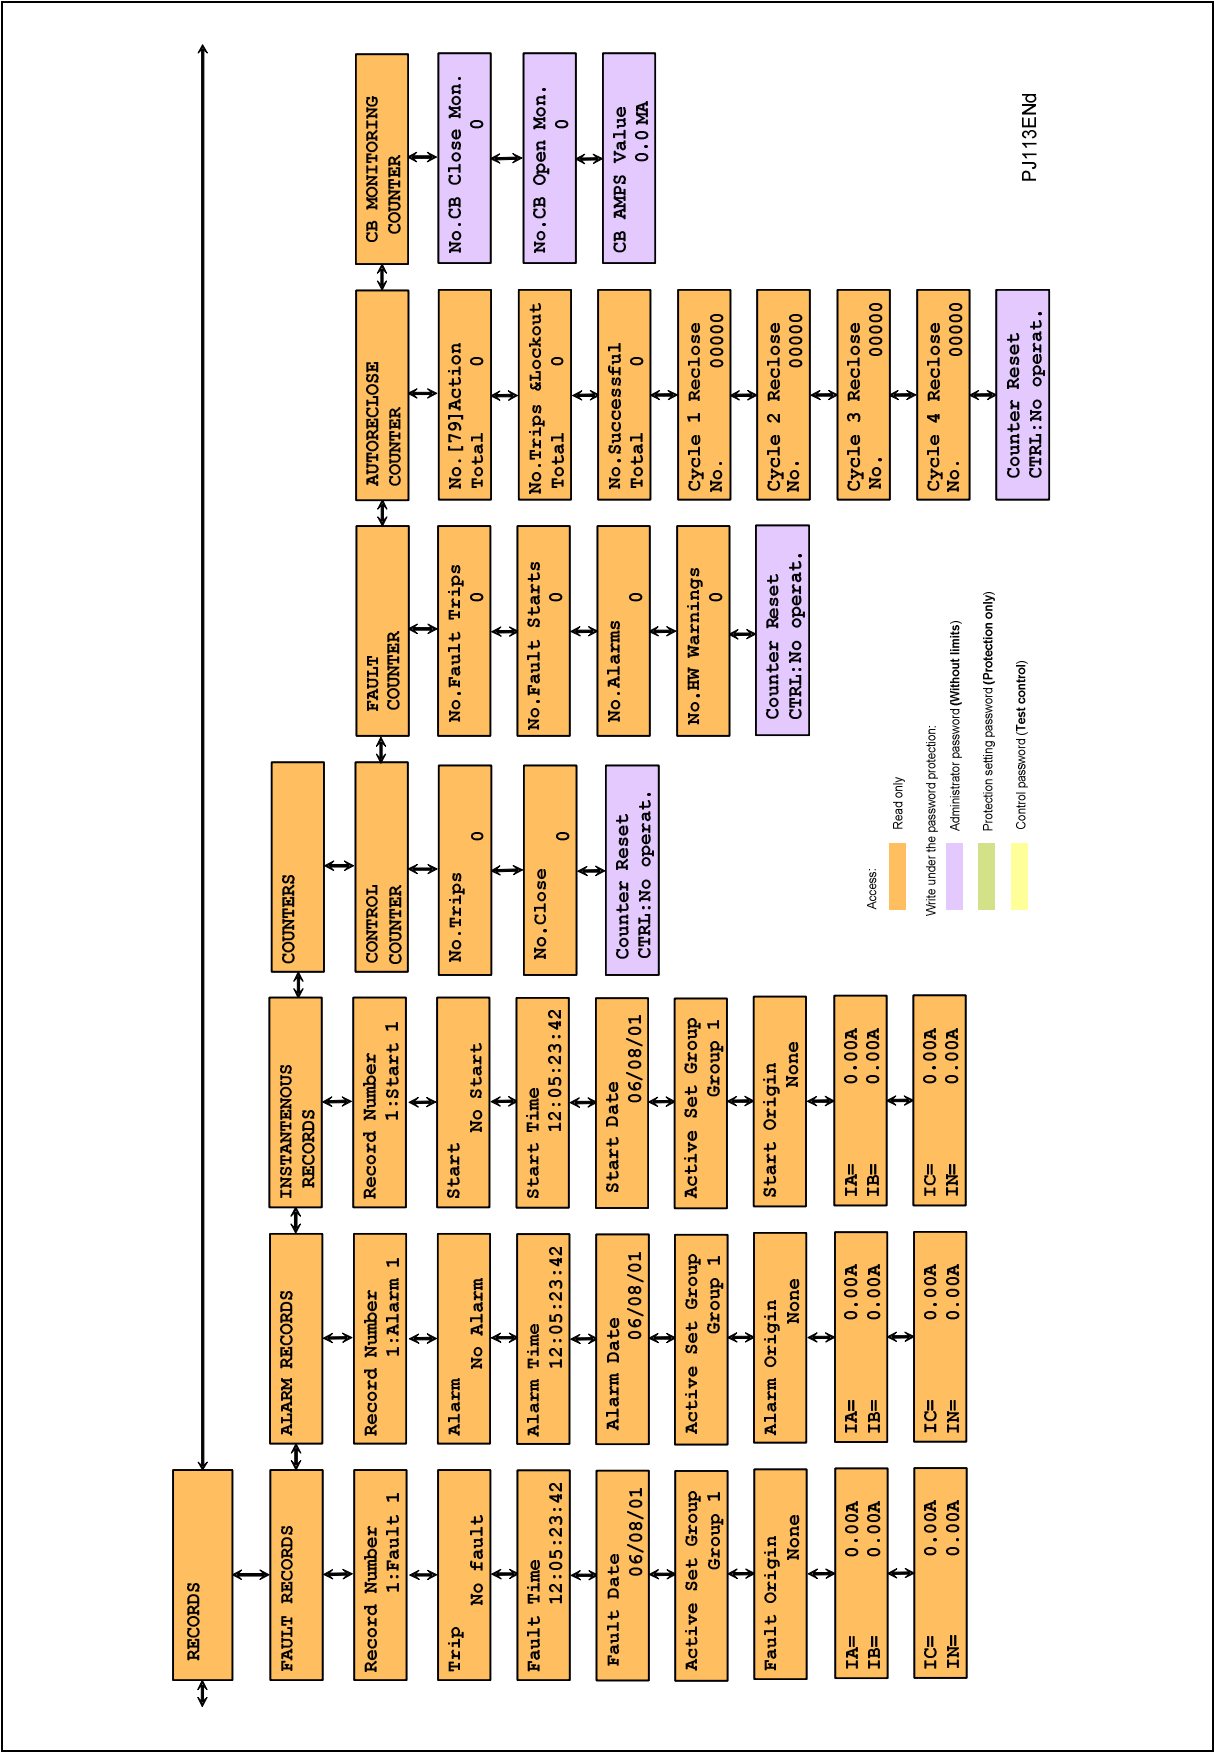 RECORDS
FAULT RECORDS
Record Number
1:Fault 1
Trip
No fault
Fault Time
12:05:23:42
Fault Date
06/08/01
Active Set Group
Group 1
Fault Origin
None
IA= 0.00A
IB= 0.00A
IC= 0.00A
IN= 0.00A
ALARM RECORDS
Record Number
1:Alarm 1
Alarm
No Alarm
Alarm Time
12:05:23:42
Alarm Date
06/08/01
Active Set Group
Group 1
Alarm Origin
None
IA= 0.00A
IB= 0.00A
IC= 0.00A
IN= 0.00A
INSTANTENOUS
RECORDS
Record Number
1:Start 1
Start
No Start
Start Time
12:05:23:42
Start Date
06/08/01
Active Set Group
Group 1
Start Origin
None
IA= 0.00A
IB= 0.00A
IC= 0.00A
IN= 0.00A
COUNTERS
CONTROL
COUNTER
No.Trips
0
No.Close
0
Counter Reset
CTRL:No operat.
FAULT
COUNTER
No.Fault Trips
0
No.Fault Starts
0
No.Alarms
0
No.HW Warnings
0
Counter Reset
CTRL:No operat.
AUTORECLOSE
COUNTER
No.[79]Action
Total 0
No.Trips &Lockout
Total 0
No.Successful
Total 0
Cycle 1 Reclose
No. 00000
Cycle 2 Reclose
No. 00000
Cycle 3 Reclose
No. 00000
Cycle 4 Reclose
No. 00000
Counter Reset
CTRL:No operat.
CB MONITORING
COUNTER
No.CB Close Mon.
0
No.CB Open Mon.
0
CB AMPS Value
0.0 MA
Access:
Read only
Write under the password protection:
Administrator password (Without limits)
Protection setting password (Protection only)
Control password (Test control)
PJ113ENd